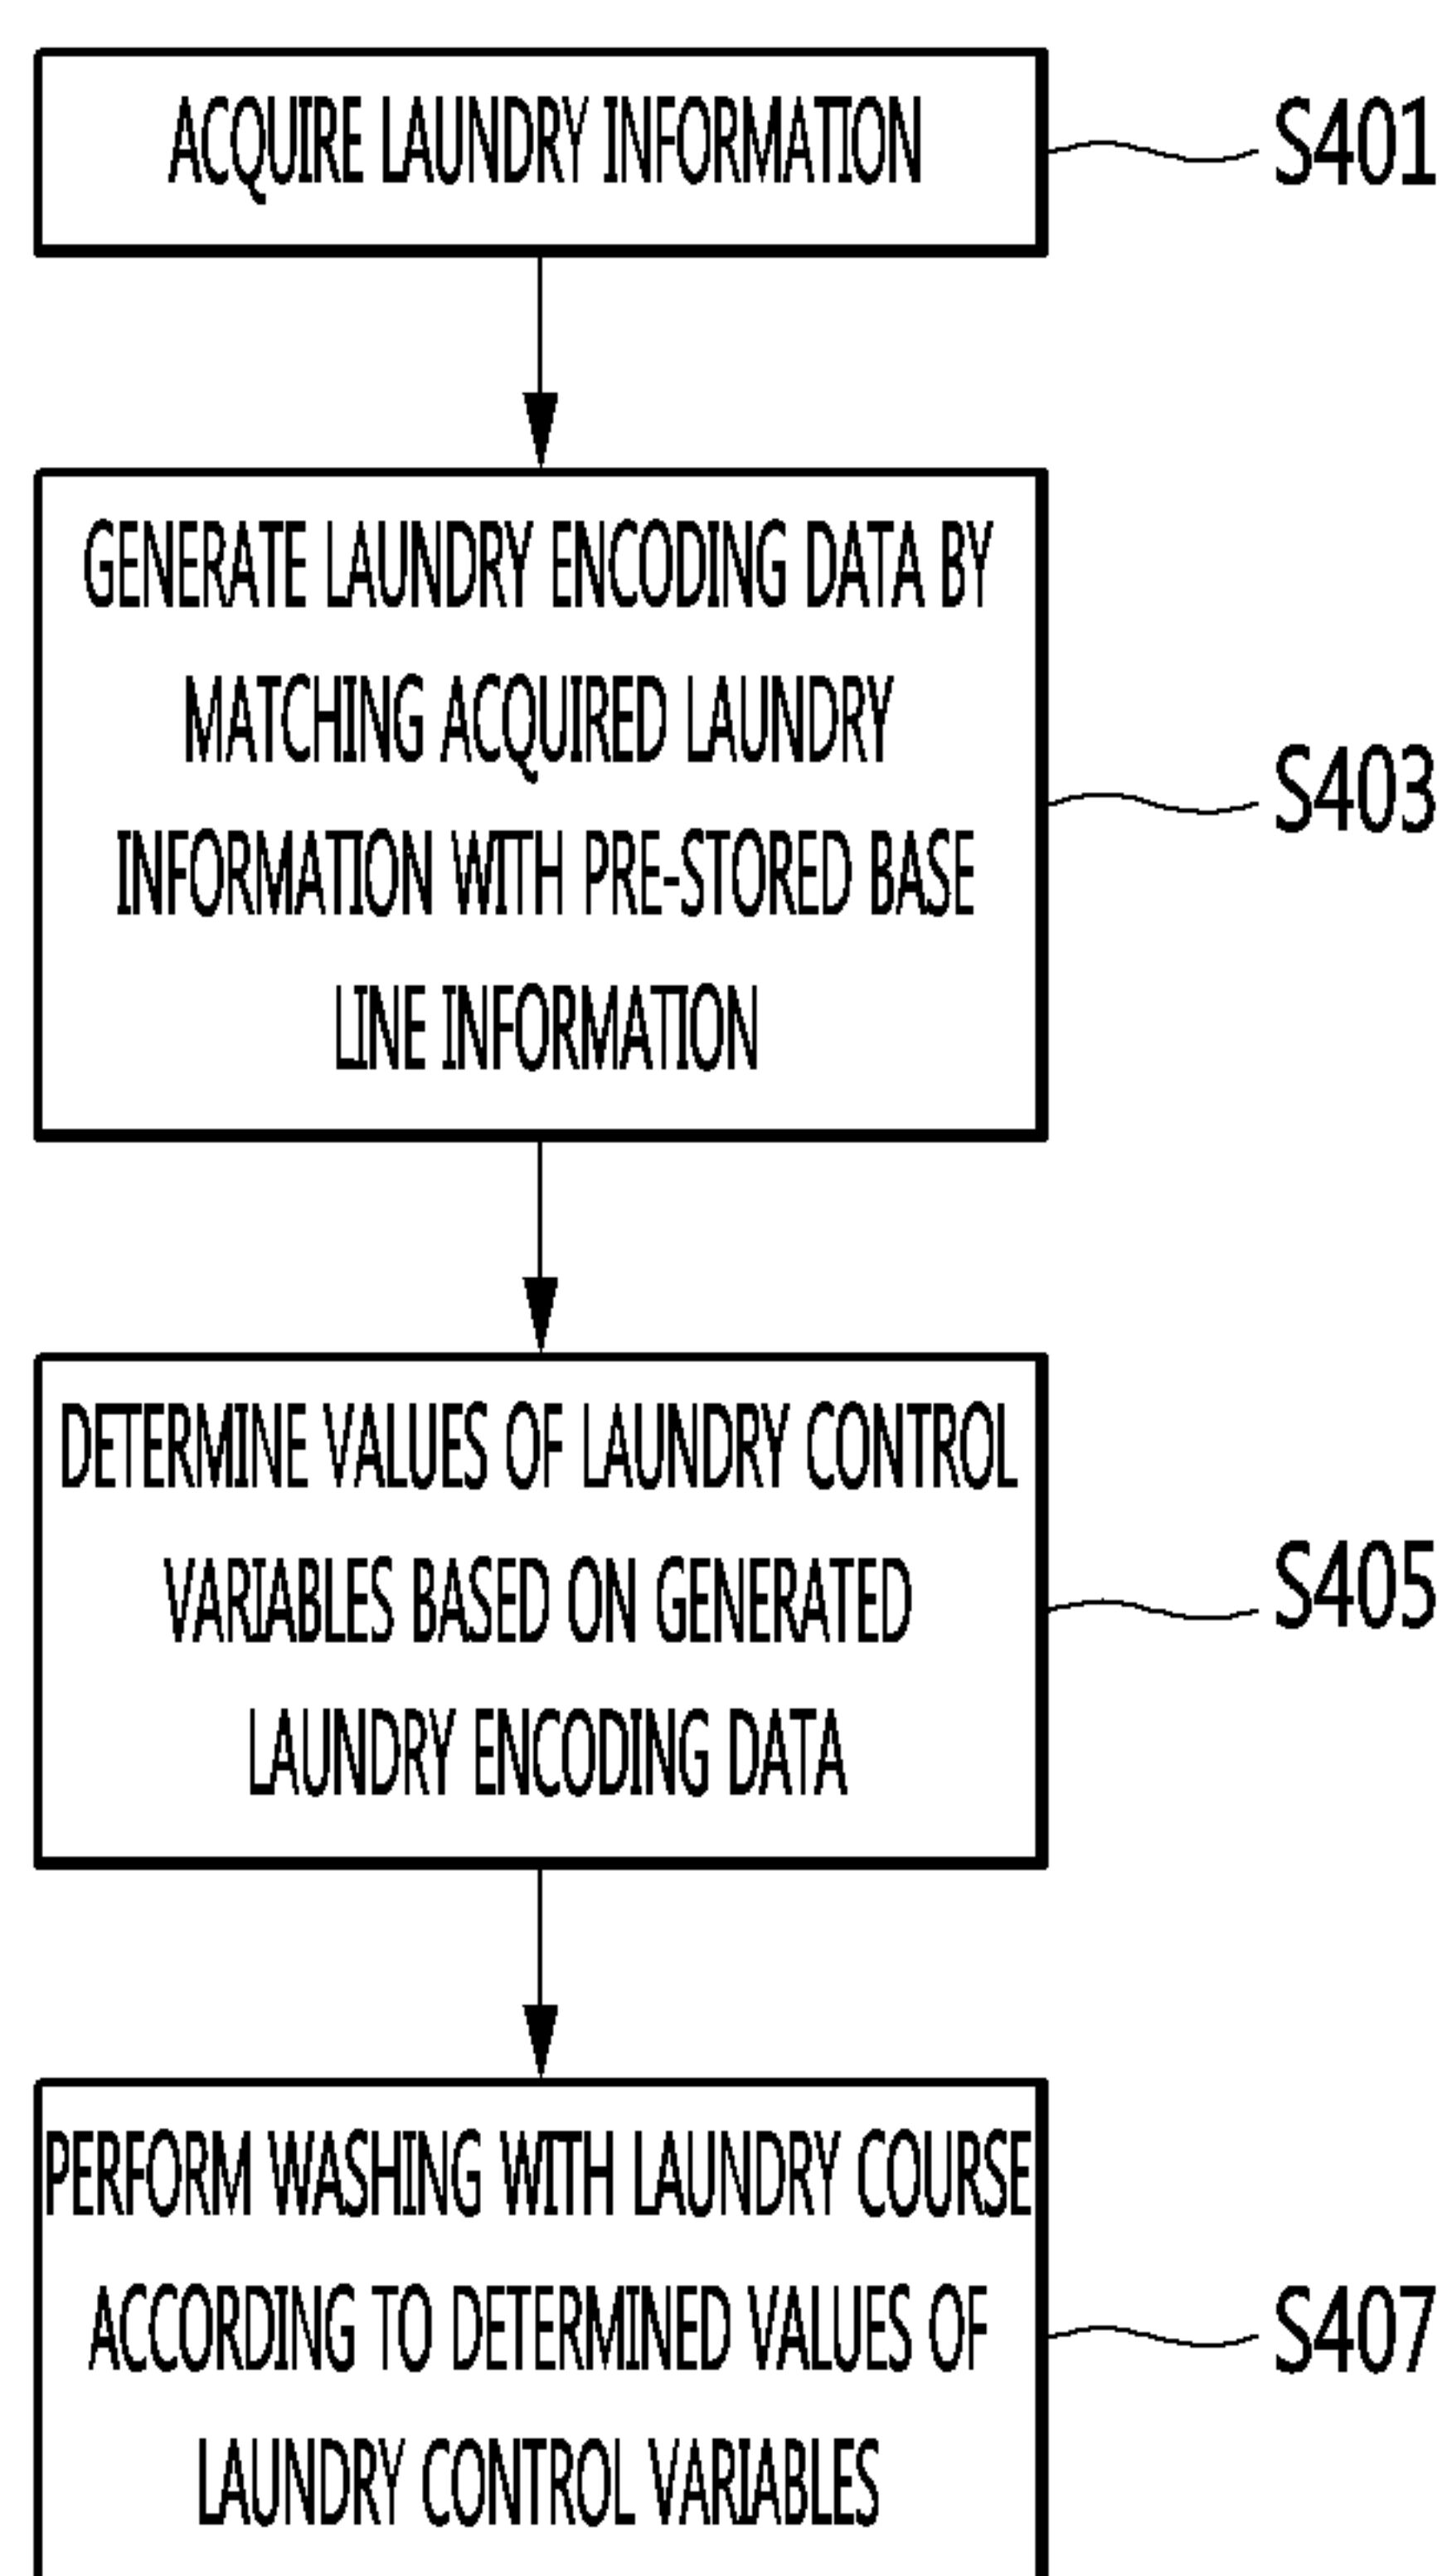 ACQUIRE LAUNDRY INFORMATION
S401
GENERATE LAUNDRY ENCODING DATA BY
MATCHING ACQUIRED LAUNDRY
INFORMATION WITH PRE-STORED BASE
LINE INFORMATION
S403
DETERMINE VALUES OF LAUNDRY CONTROL
VARIABLES BASED ON GENERATED
LAUNDRY ENCODING DATA
S405
PERFORM WASHING WITH LAUNDRY COURSE
ACCORDING TO DETERMINED VALUES OF
LAUNDRY CONTROL VARIABLES
S407